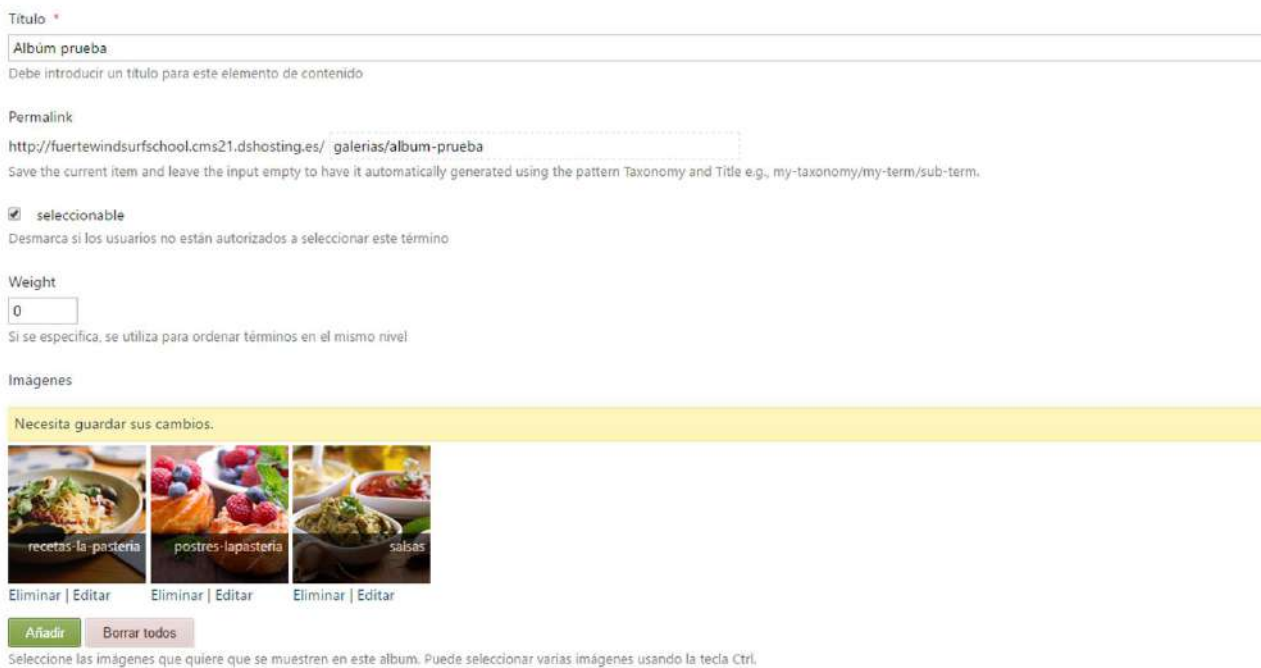 Título *
Albúm prueba
Debe introducir un título para este elemento de contenido
Permalink
http://fuertewindsurfschool.cms21.dshosting.es/ galerias/album-prueba
Save the current item and leave the input empty to have it automatically generated using the pattern Taxonomy and Title e.g., my-taxonomy/my-term/sub-term.
seleccionable
Desmarca si los usuarios no están autorizados a seleccionar este término
Weight
0
Si se especifica, se utiliza para ordenar términos en el mismo nivel
Imágenes
Necesita guardar sus cambios.
recetas-la-pasteria postres-lapasteria salsas
Eliminar | Editar Eliminar | Editar Eliminar | Editar
Añadir Borrar todos
Seleccione las imágenes que quiere que se muestren en este album. Puede seleccionar varias imágenes usando la tecla Ctrl.